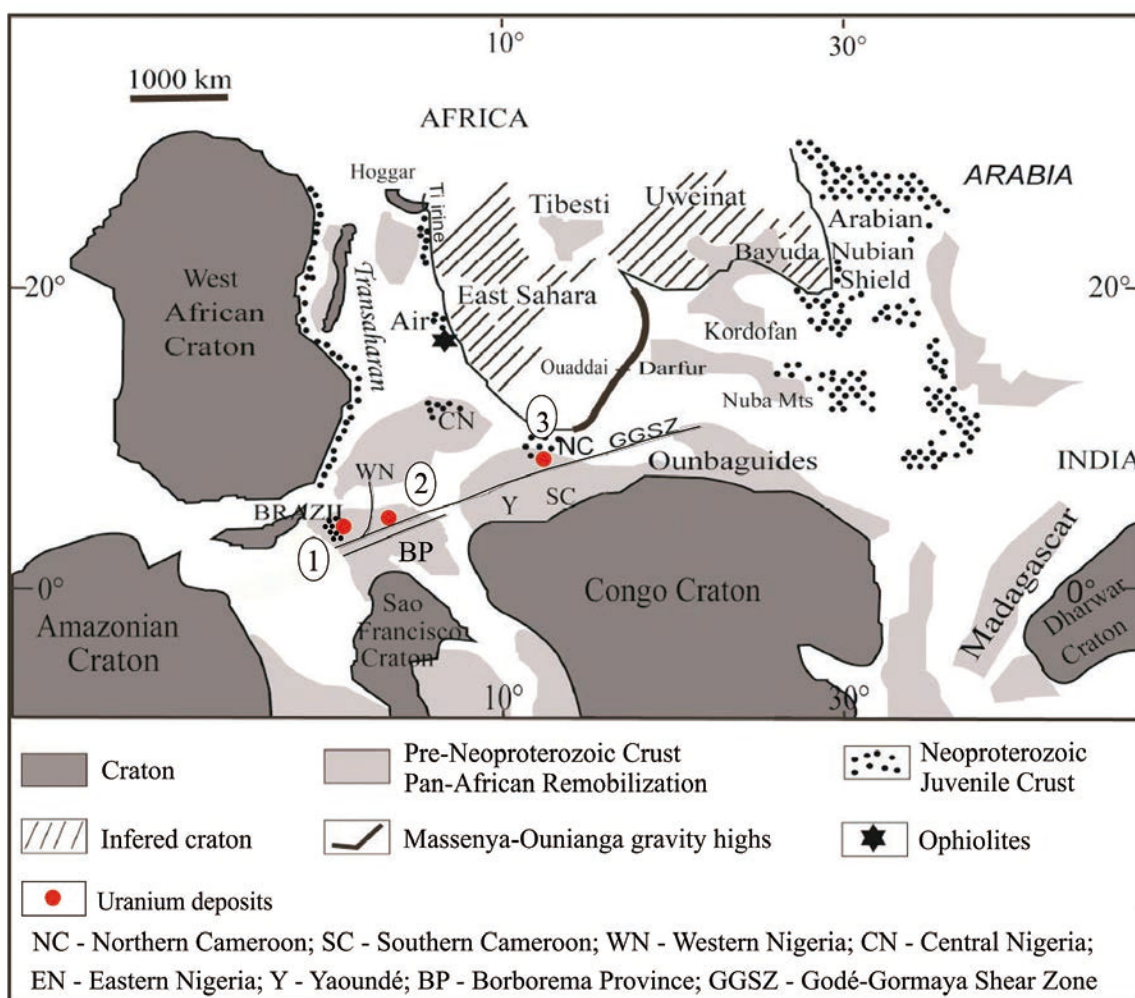 10°
30°
1000 km
AFRICA
Hoggar
Ti irine
Tibesti
Uweinat
ARABIA
Arabian
Nubian
Shield
Bayuda
West
African
Craton
20°
20°
Transaharan
East Sahara
Air
Kordofan
Ouaddai - Darfur
Nuba Mts
CN
3
NC
GGSZ
Ounbaguides
INDIA
WN
2
Y
SC
BRAZIL
1
BP
0°
0°
Congo Craton
Madagascar
Dharwar
Craton
Amazonian
Craton
Sao
Francisco
Craton
10°
30°
Craton
Pre-Neoproterozoic Crust
Pan-African Remobilization
Neoproterozoic
Juvenile Crust
Infered craton
Massenya-Ounianga gravity highs
Ophiolites
Uranium deposits
NC - Northern Cameroon; SC - Southern Cameroon; WN - Western Nigeria; CN - Central Nigeria;
EN - Eastern Nigeria; Y - Yaoundé; BP - Borborema Province; GGSZ - Godé-Gormaya Shear Zone